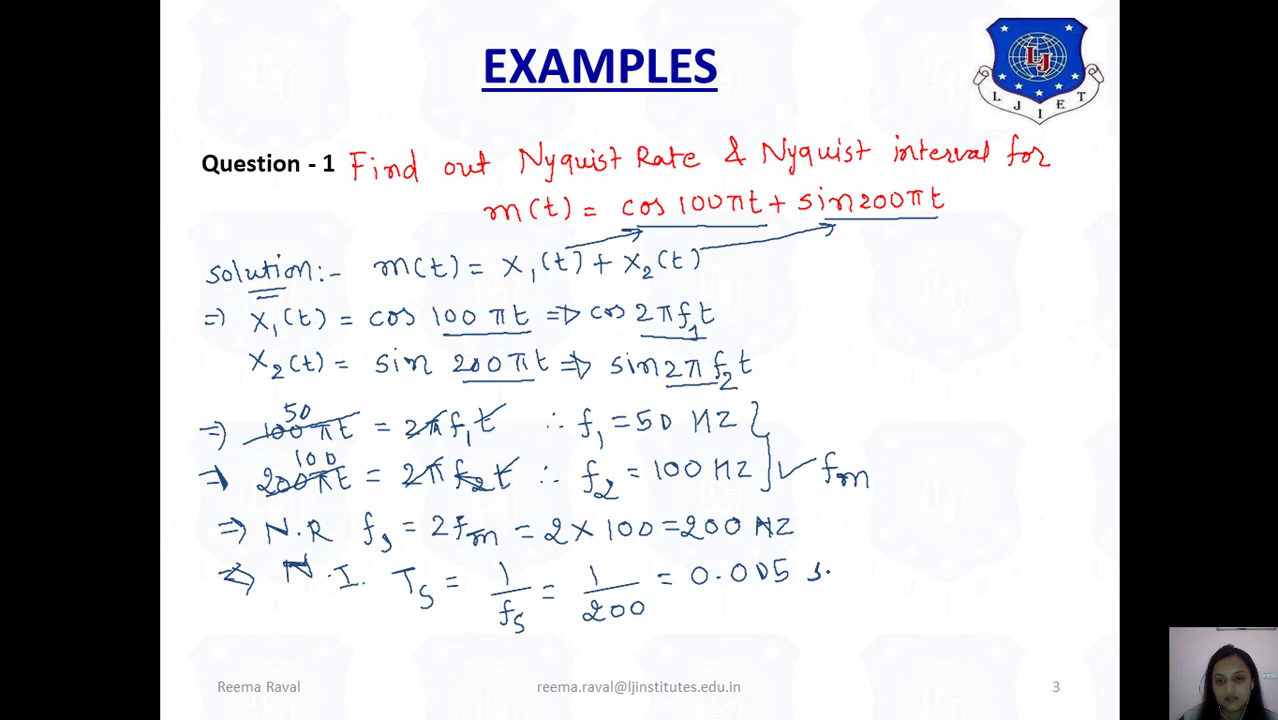 EXAMPLES
LJ
L J I E T
Question - 1 Find out Nyquist Rate & Nyquist interval for
m(t) = cos 100πt + sin 200πt
Solution:- m(t) = x₁(t) + x₂(t)
⇒ x₁(t) = cos 100πt ⇒ cos 2πf₁t
x₂(t) = sin 200πt ⇒ sin 2πf₂t
50
⇒ 100πt = 2πf₁t ∴ f₁ = 50 HZ
100
⇒ 200πt = 2πf₂t ∴ f₂ = 100 HZ ✓ fm
⇒ N.R fs = 2fm = 2 × 100 = 200 HZ
⇒ N.I. Ts = 1/fs = 1/200 = 0.005 s.
Reema Raval reema.raval@ljinstitutes.edu.in 3